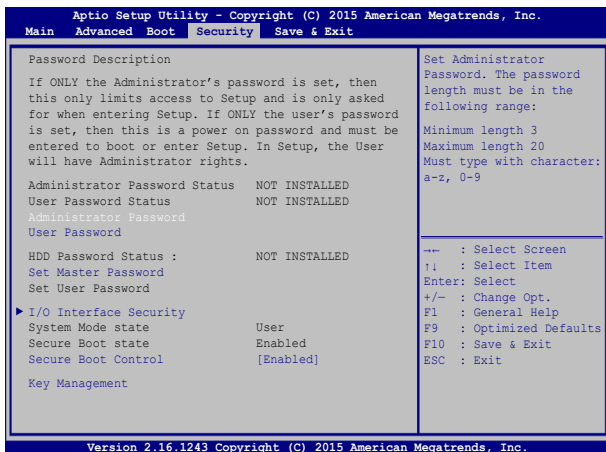 Aptio Setup Utility - Copyright (C) 2015 American Megatrends, Inc.
Main Advanced Boot Security Save & Exit
Password Description
If ONLY the Administrator's password is set, then
this only limits access to Setup and is only asked
for when entering Setup. If ONLY the user's password
is set, then this is a power on password and must be
entered to boot or enter Setup. In Setup, the User
will have Administrator rights.
Administrator Password Status NOT INSTALLED
User Password Status NOT INSTALLED
Administrator Password
User Password
HDD Password Status : NOT INSTALLED
Set Master Password
Set User Password
I/O Interface Security
System Mode state User
Secure Boot state Enabled
Secure Boot Control [Enabled]
Key Management
Set Administrator
Password. The password
length must be in the
following range:
Minimum length 3
Maximum length 20
Must type with character:
a-z, 0-9
→← : Select Screen
↑↓ : Select Item
Enter: Select
+/— : Change Opt.
F1 : General Help
F9 : Optimized Defaults
F10 : Save & Exit
ESC : Exit
Version 2.16.1243 Copyright (C) 2015 American Megatrends, Inc.